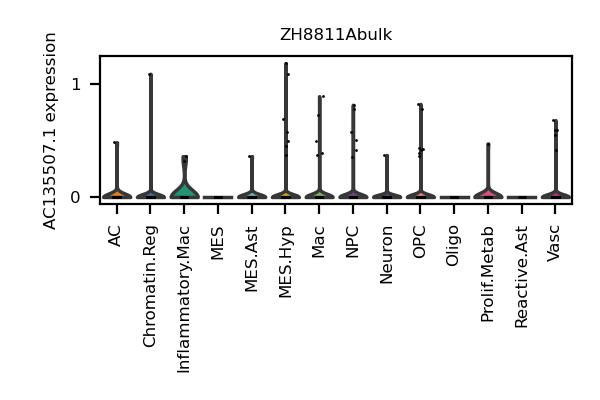 ZH8811Abulk
AC135507.1 expression
1
0
AC
Chromatin.Reg
Inflammatory.Mac
MES
MES.Ast
MES.Hyp
Mac
NPC
Neuron
OPC
Oligo
Prolif.Metab
Reactive.Ast
Vasc